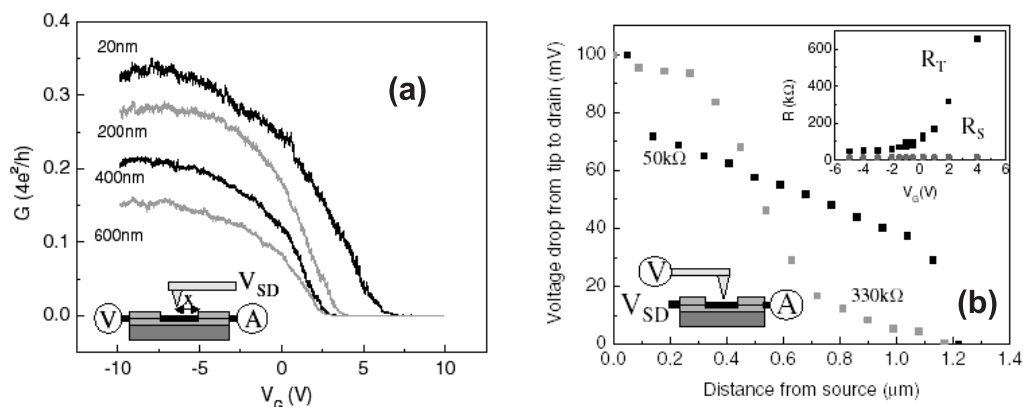 0.4
0.3
0.2
0.1
0.0
G (4e²/h)
20nm
200nm
400nm
600nm
(a)
x
V_SD
V
A
-10 -5 0 5 10
V_G (V)
Voltage drop from tip to drain (mV)
100
80
60
40
20
0
50kΩ
330kΩ
R (kΩ)
600
400
200
0
R_T
R_S
-6 -4 -2 0 2 4 6
V_G(V)
V
V_SD
A
(b)
0.0 0.2 0.4 0.6 0.8 1.0 1.2 1.4
Distance from source (μm)